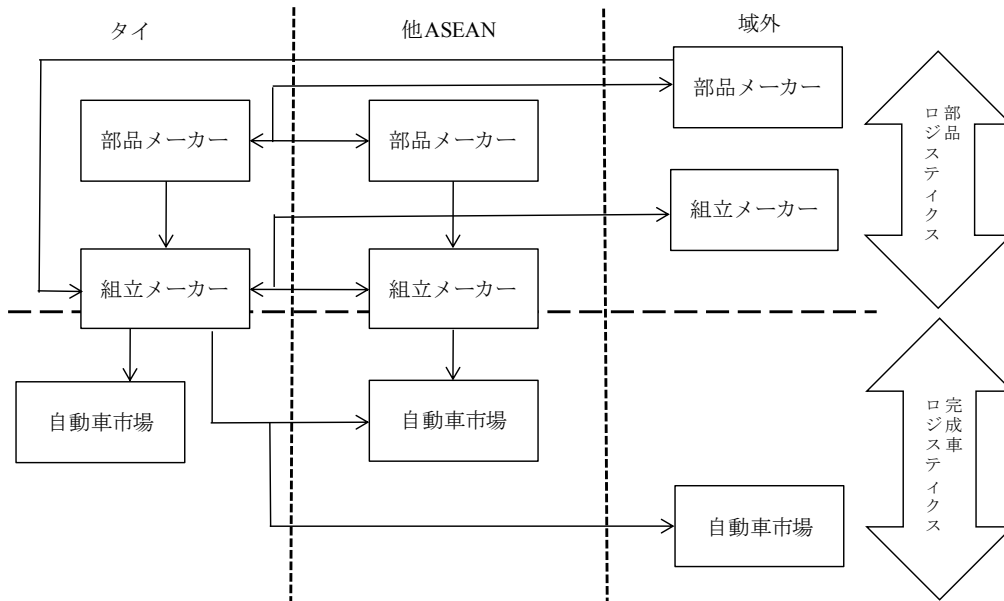 タイ
他ASEAN
域外
部品メーカー
部品メーカー
部品メーカー
組立メーカー
組立メーカー
組立メーカー
自動車市場
自動車市場
自動車市場
部品
ロジスティクス
完成車
ロジスティクス